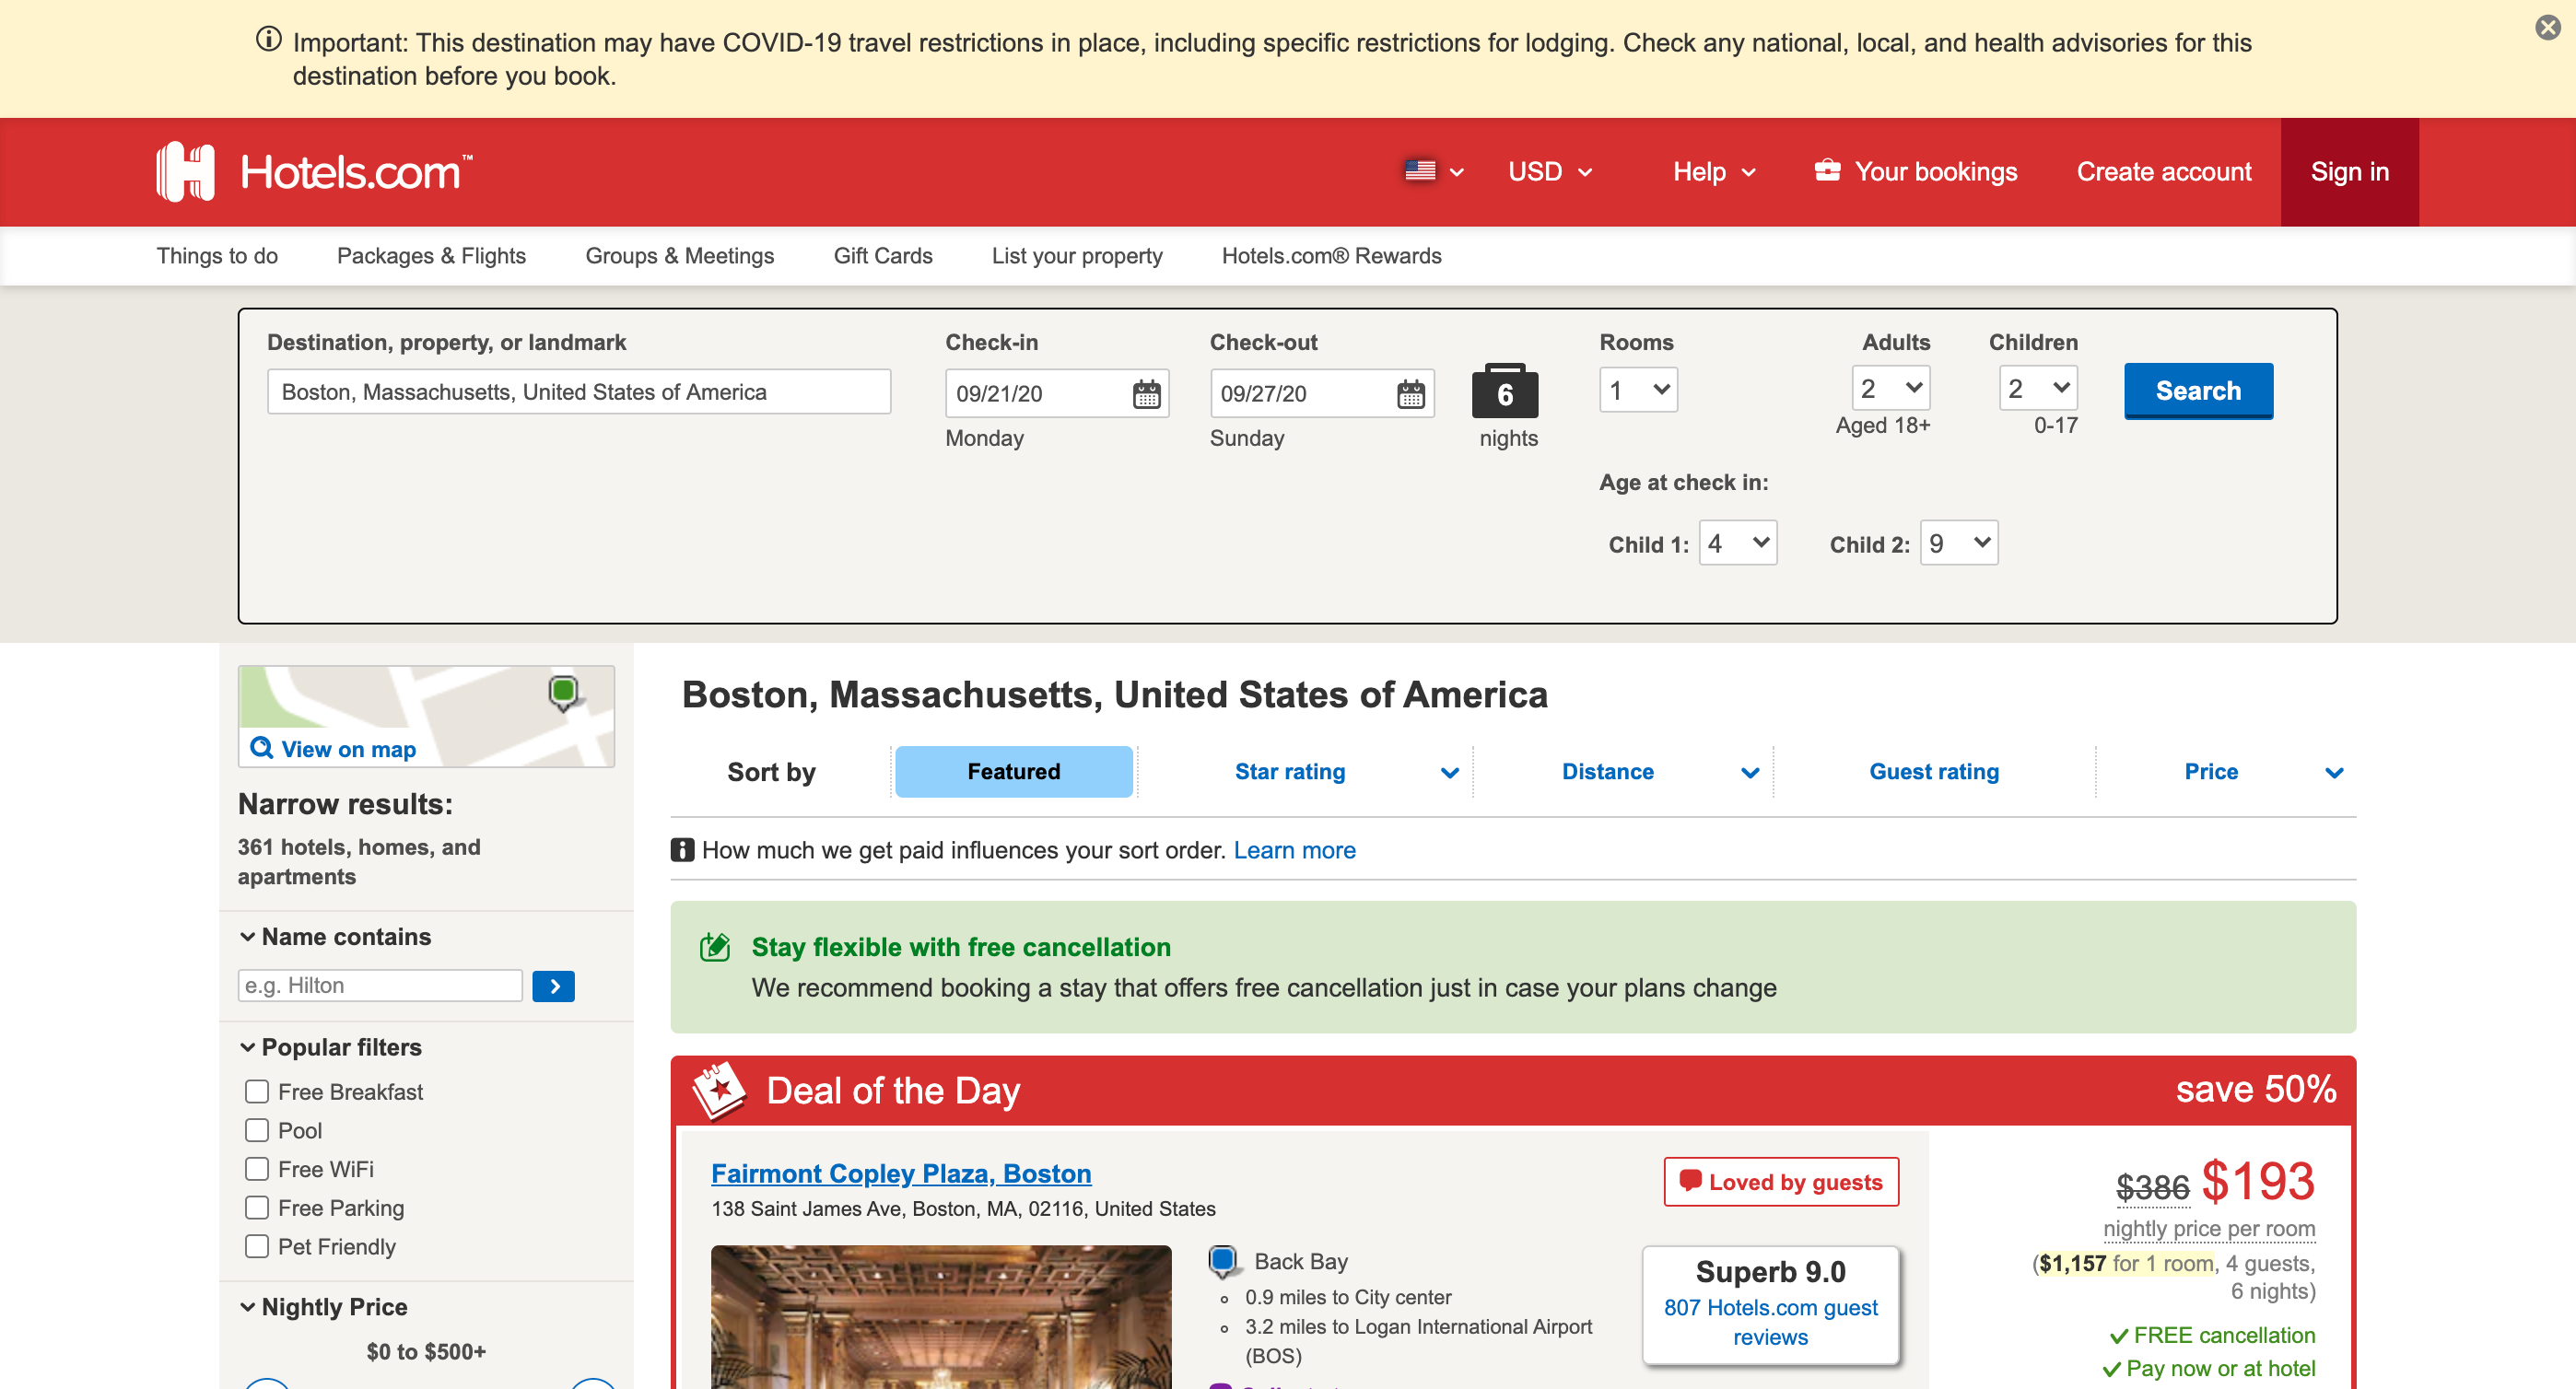 Important: This destination may have COVID-19 travel restrictions in place, including specific restrictions for lodging. Check any national, local, and health advisories for this
destination before you book.
Hotels.com™
USD
Help
Your bookings
Create account
Sign in
Things to do
Packages & Flights
Groups & Meetings
Gift Cards
List your property
Hotels.com® Rewards
Destination, property, or landmark
Boston, Massachusetts, United States of America
Check-in
09/21/20
Monday
Check-out
09/27/20
Sunday
6
nights
Rooms
1
Adults
2
Aged 18+
Children
2
0-17
Search
Age at check in:
Child 1: 4
Child 2: 9
View on map
Narrow results:
361 hotels, homes, and
apartments
Name contains
e.g. Hilton
Popular filters
Free Breakfast
Pool
Free WiFi
Free Parking
Pet Friendly
Nightly Price
$0 to $500+
Boston, Massachusetts, United States of America
Sort by
Featured
Star rating
Distance
Guest rating
Price
How much we get paid influences your sort order. Learn more
Stay flexible with free cancellation
We recommend booking a stay that offers free cancellation just in case your plans change
Deal of the Day
save 50%
Fairmont Copley Plaza, Boston
138 Saint James Ave, Boston, MA, 02116, United States
Back Bay
0.9 miles to City center
3.2 miles to Logan International Airport
(BOS)
Loved by guests
Superb 9.0
807 Hotels.com guest
reviews
$386 $193
nightly price per room
($1,157 for 1 room, 4 guests,
6 nights)
FREE cancellation
Pay now or at hotel